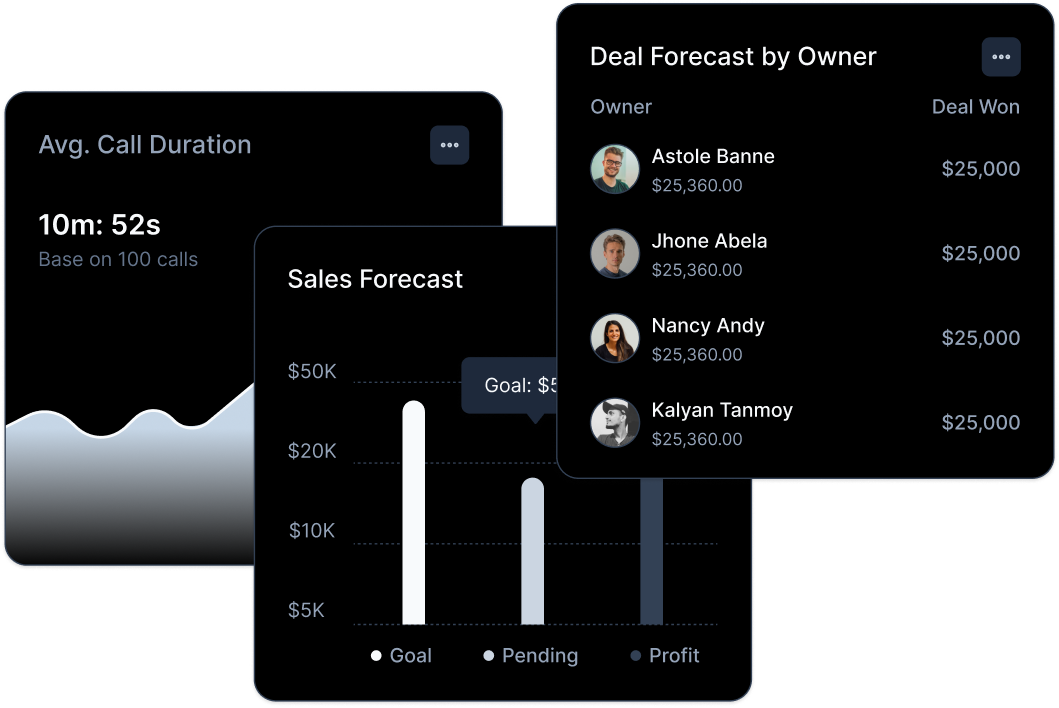 Avg. Call Duration
10m: 52s
Base on 100 calls
Sales Forecast
$50K
$20K
$10K
$5K
Goal: $5
Goal
Pending
Profit
Deal Forecast by Owner
Owner
Deal Won
Astole Banne
$25,360.00
$25,000
Jhone Abela
$25,360.00
$25,000
Nancy Andy
$25,360.00
$25,000
Kalyan Tanmoy
$25,360.00
$25,000